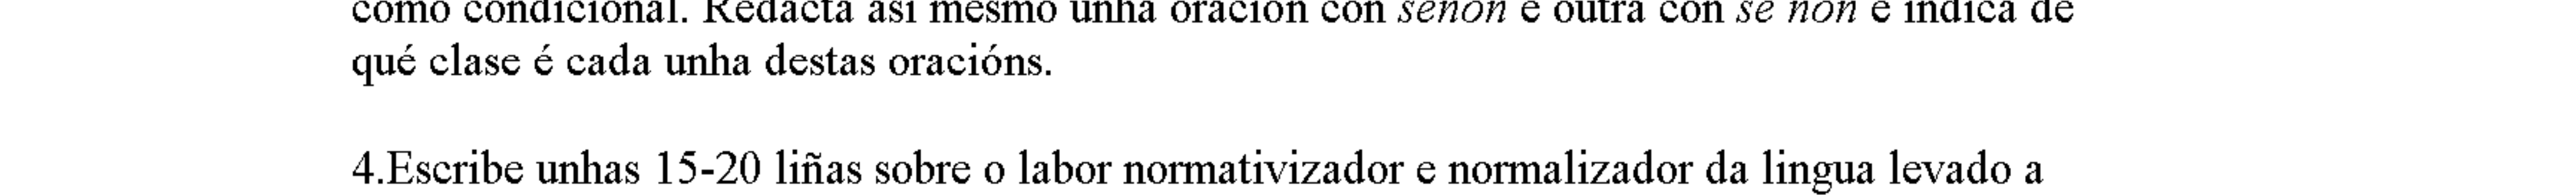 como condicional. Redacta así mesmo unha oración con senón e outra con se non e indica de
qué clase é cada unha destas oracións.
4.Escribe unhas 15-20 liñas sobre o labor normativizador e normalizador da lingua levado a